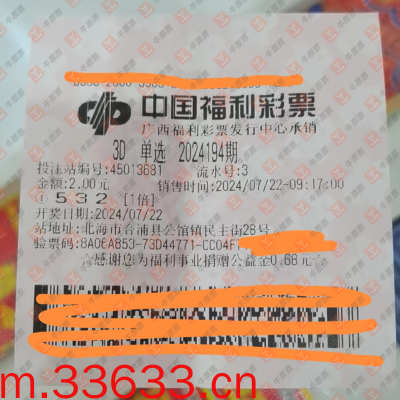 中国福利彩票
广西福利彩票发行中心承销
3D 单选 2024194期
投注站编号:45013631 流水号:3
金额:2.00元 销售时间:2024/07/22-09:17:00
① 532 [1倍]
开奖日期:2024/07/22
站地址:北海市合浦县公馆镇民主街28号
验票码:8A06A853-73D44771-CC04F
☆感谢您为福利事业捐赠公益金0.68元☆
m.33633.cn